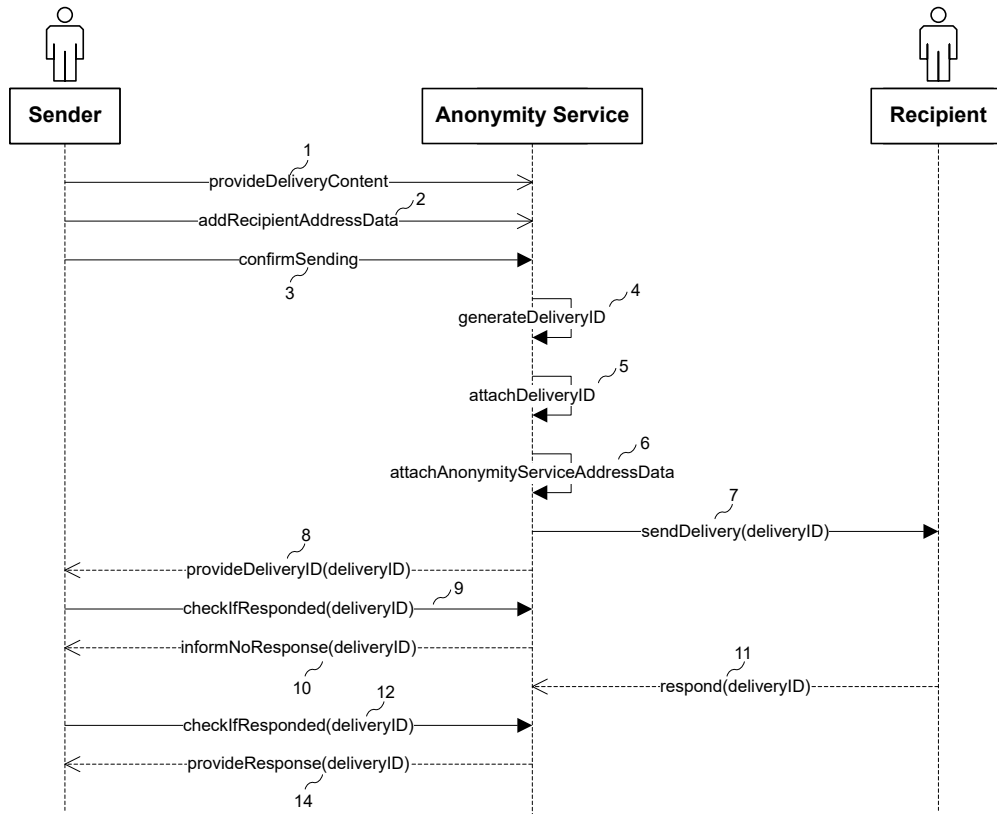 Sender
Anonymity Service
Recipient
1
provideDeliveryContent
2
addRecipientAddressData
confirmSending
3
4
generateDeliveryID
5
attachDeliveryID
6
attachAnonymityServiceAddressData
7
sendDelivery(deliveryID)
8
provideDeliveryID(deliveryID)
9
checkIfResponded(deliveryID)
informNoResponse(deliveryID)
10
11
respond(deliveryID)
12
checkIfResponded(deliveryID)
provideResponse(deliveryID)
14